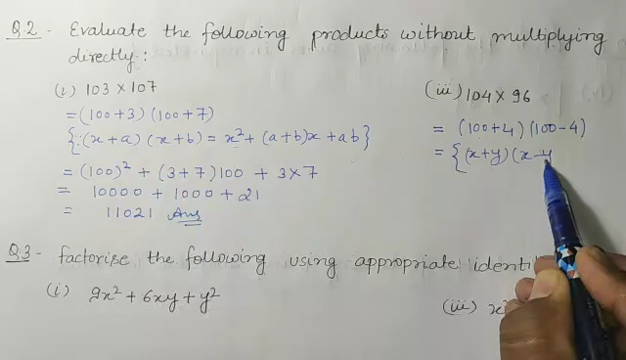 Q.2 - Evaluate the following products without multiplying
directly:
(i) 103 × 107
= (100+3) (100+7)
{∵(x+a) (x+b) = x² + (a+b)x + ab}
= (100)² + (3+7)100 + 3×7
= 10000 + 1000 + 21
= 11021 Ans
(iii) 104 × 96
= (100+4) (100-4)
= {(x+y) (x-y
Q.3 - factorise the following using appropriate identi
(i) 9x² + 6xy + y²
(iii) x²